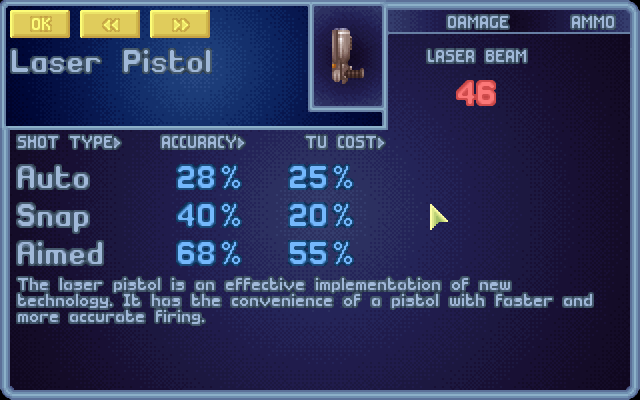 OK << >>
Laser Pistol
DAMAGE AMMO
LASER BEAM
46
SHOT TYPE▸ ACCURACY▸ TU COST▸
Auto 28% 25%
Snap 40% 20%
Aimed 68% 55%
The laser pistol is an effective implementation of new
technology. It has the convenience of a pistol with faster and
more accurate firing.